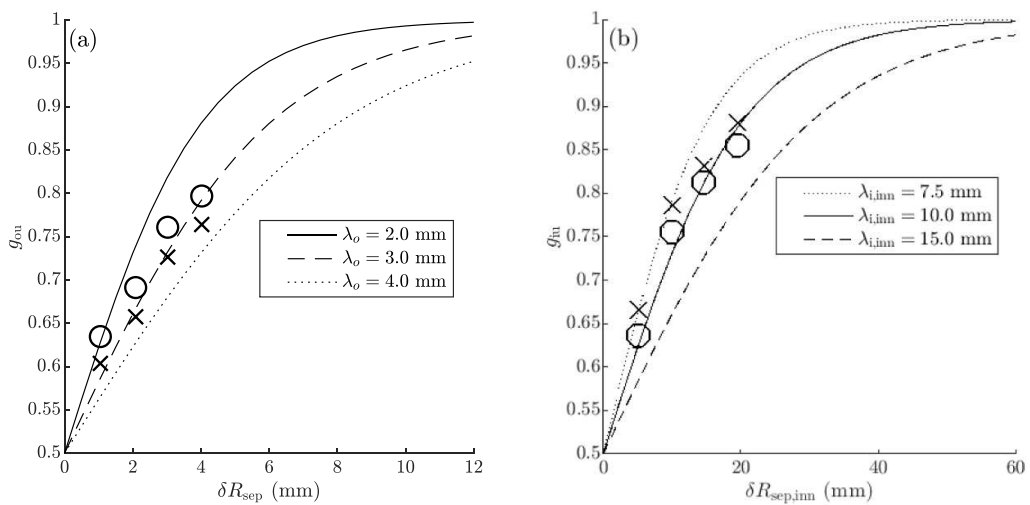 (a)
1
0.95
0.9
0.85
0.8
0.75
0.7
0.65
0.6
0.55
0.5
g_ou
0 2 4 6 8 10 12
δR_sep (mm)
λ_o = 2.0 mm
λ_o = 3.0 mm
λ_o = 4.0 mm
(b)
1
0.95
0.9
0.85
0.8
0.75
0.7
0.65
0.6
0.55
0.5
g_iu
0 20 40 60
δR_sep,inn (mm)
λ_i,inn = 7.5 mm
λ_i,inn = 10.0 mm
λ_i,inn = 15.0 mm